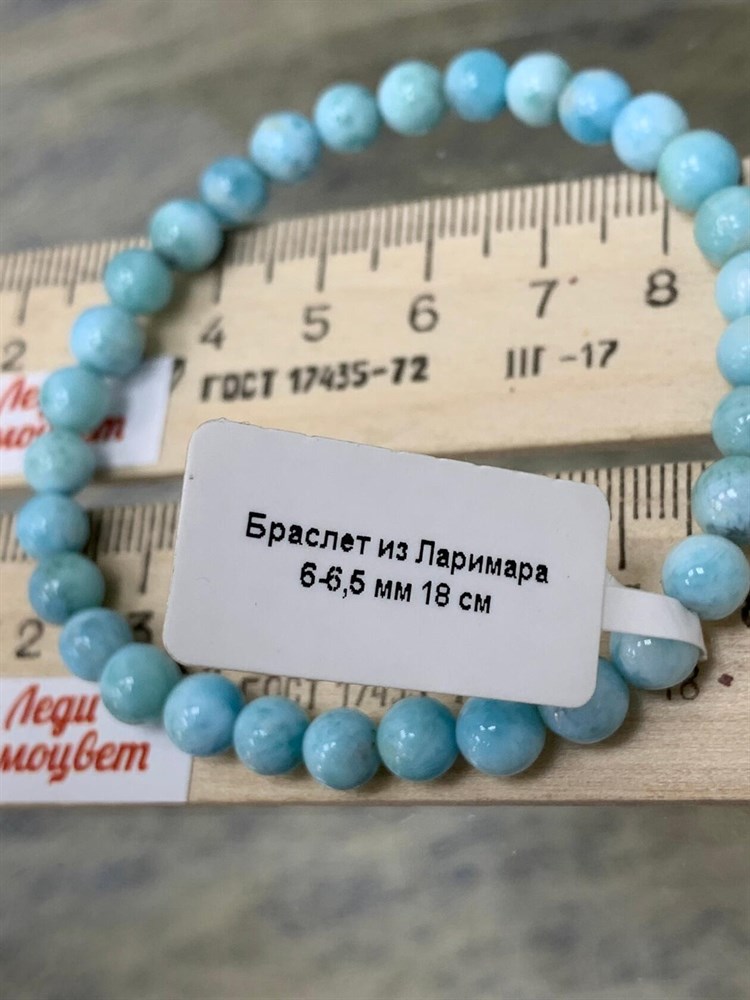 2 4 5 6 7 8
ГОСТ 17435-72 ШГ-17
Леди
моцвет
Браслет из Ларимара
6-6,5 мм 18 см
2 3
Леди
моцвет